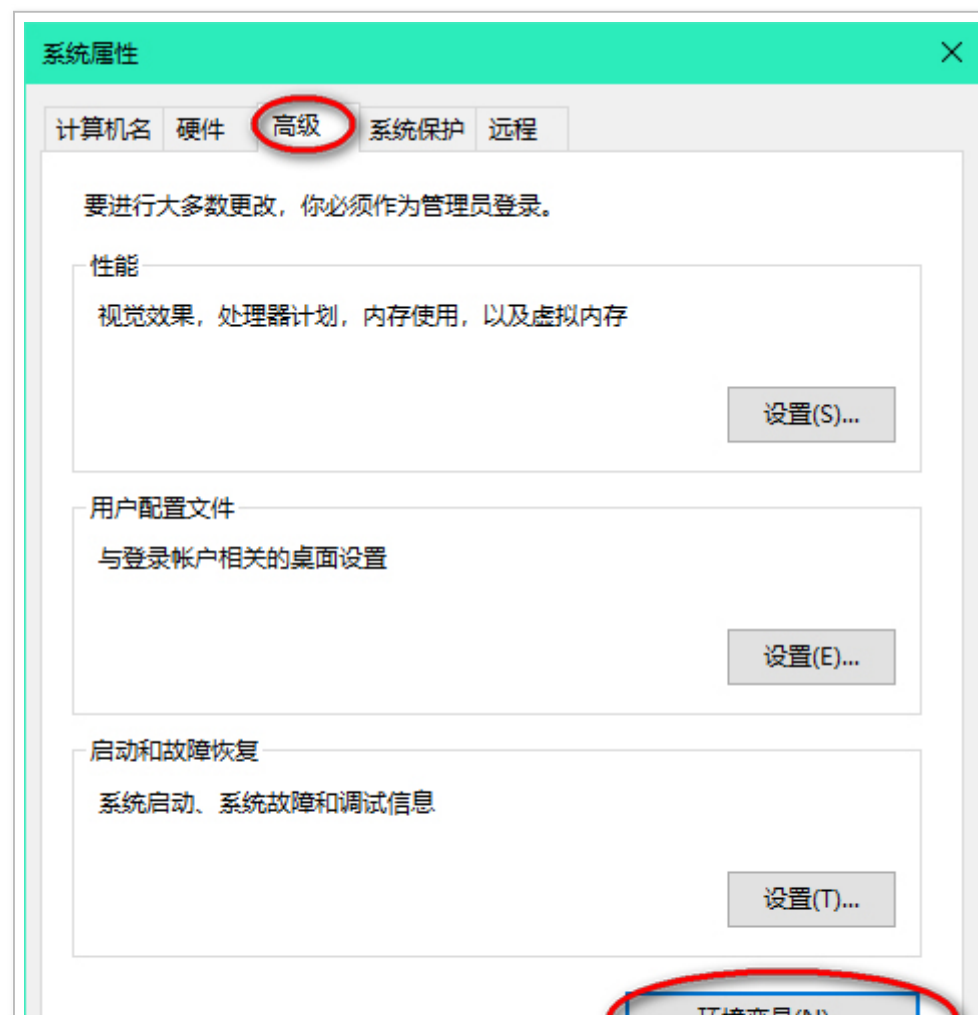 系统属性
计算机名 硬件 高级 系统保护 远程
要进行大多数更改，你必须作为管理员登录。
性能
视觉效果，处理器计划，内存使用，以及虚拟内存
设置(S)...
用户配置文件
与登录帐户相关的桌面设置
设置(E)...
启动和故障恢复
系统启动、系统故障和调试信息
设置(T)...
环境变量(N)...